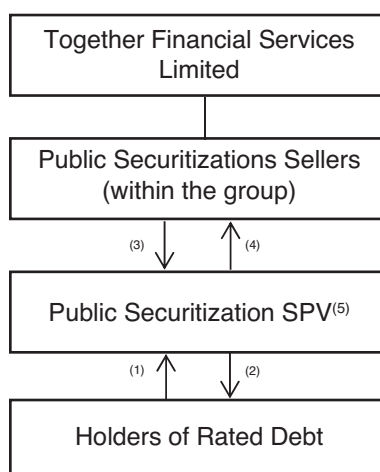 Together Financial Services
Limited
Public Securitizations Sellers
(within the group)
(3) (4)
Public Securitization SPV(5)
(1) (2)
Holders of Rated Debt